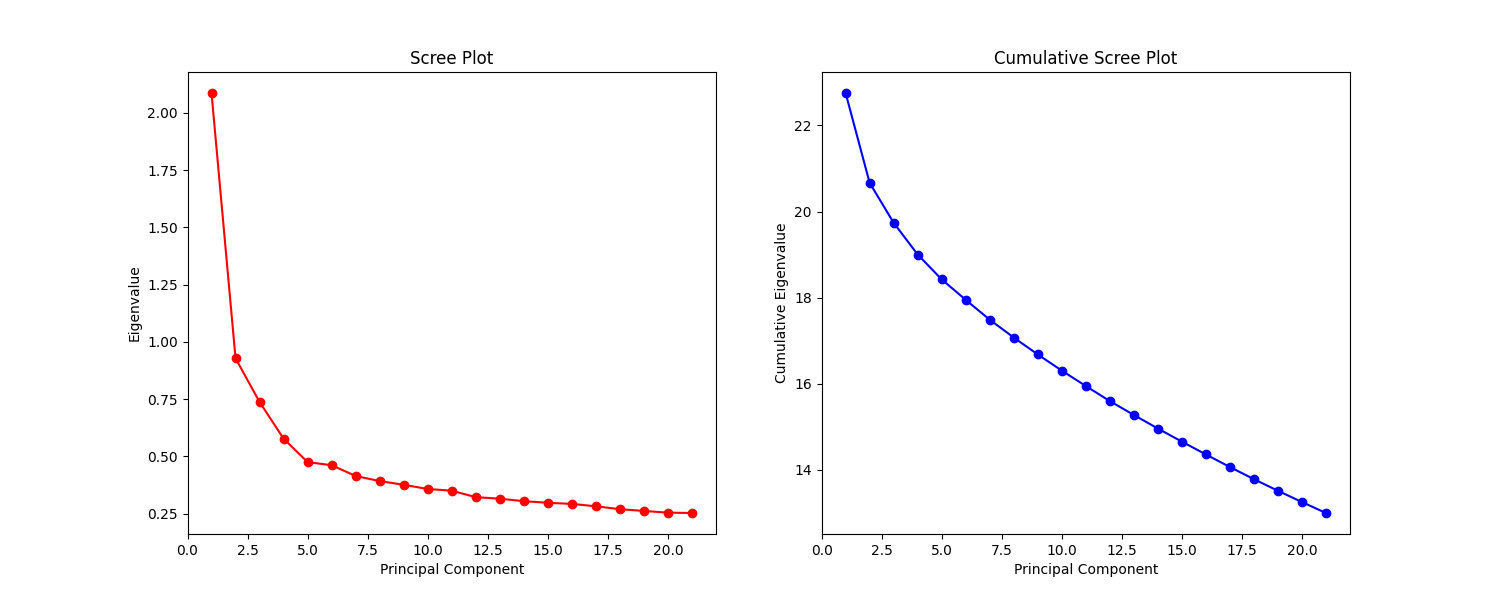 Scree Plot
Eigenvalue
2.00
1.75
1.50
1.25
1.00
0.75
0.50
0.25
0.0 2.5 5.0 7.5 10.0 12.5 15.0 17.5 20.0
Principal Component
Cumulative Scree Plot
Cumulative Eigenvalue
22
20
18
16
14
0.0 2.5 5.0 7.5 10.0 12.5 15.0 17.5 20.0
Principal Component